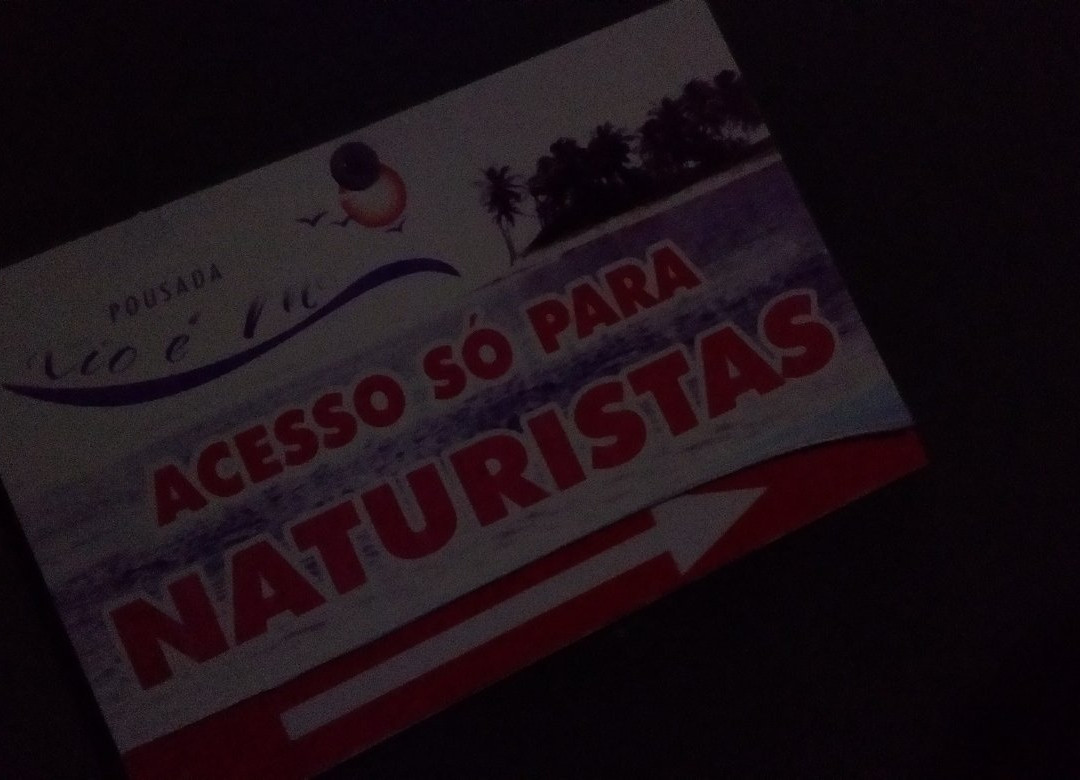 POUSADA
é
ACESSO SÓ PARA
NATURISTAS